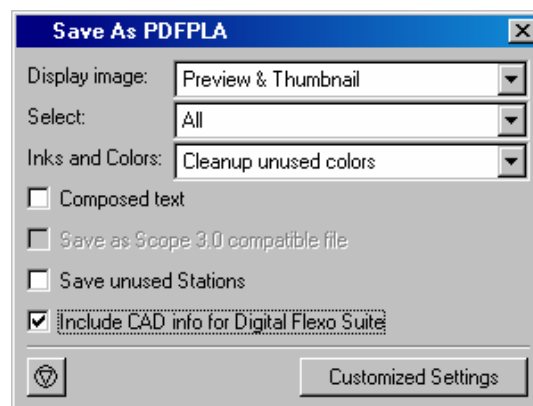 Save As PDFPLA
Display image: Preview & Thumbnail
Select: All
Inks and Colors: Cleanup unused colors
Composed text
Save as Scope 3.0 compatible file
Save unused Stations
Include CAD info for Digital Flexo Suite
Customized Settings